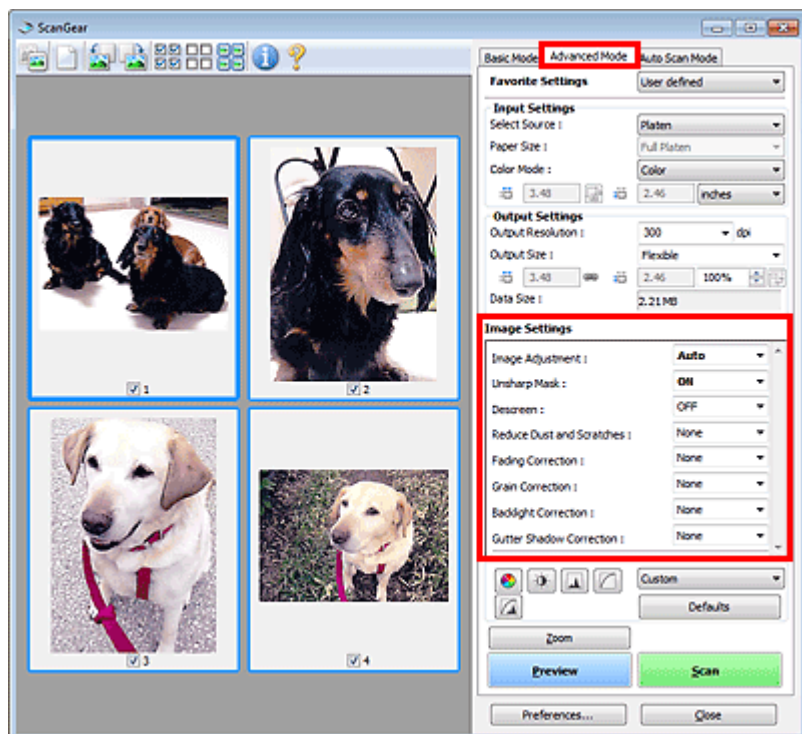 ScanGear
Basic Mode Advanced Mode Auto Scan Mode
Favorite Settings User defined
Input Settings
Select Source : Platen
Paper Size : Full Platen
Color Mode : Color
3.48 2.46 inches
Output Settings
Output Resolution : 300 dpi
Output Size : Flexible
3.48 2.46 100%
Data Size : 2.21 MB
Image Settings
Image Adjustment : Auto
Unsharp Mask : ON
Descreen : OFF
Reduce Dust and Scratches : None
Fading Correction : None
Grain Correction : None
Backlight Correction : None
Gutter Shadow Correction : None
Custom
Defaults
Zoom
Preview Scan
Preferences... Close
1 2
3 4